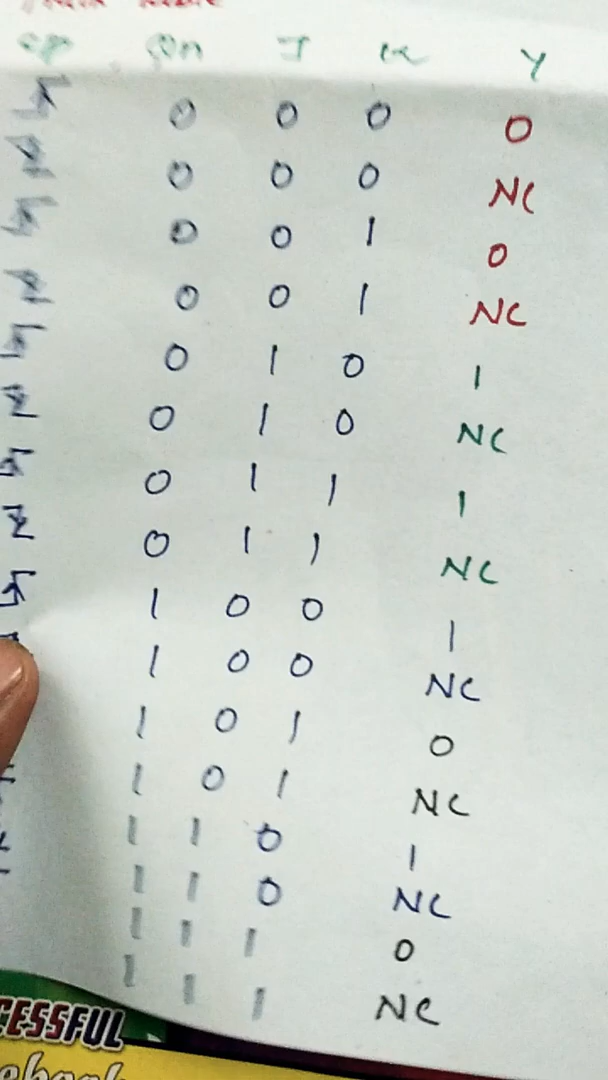 Truth Table
CP Qn J K Y
0 0 0 0
0 0 0 NC
0 0 1 0
0 0 1 NC
0 1 0 1
0 1 0 NC
0 1 1 1
0 1 1 NC
1 0 0 1
1 0 0 NC
1 0 1 0
1 0 1 NC
1 1 0 1
1 1 0 NC
1 1 1 0
1 1 1 NC
CESSFUL